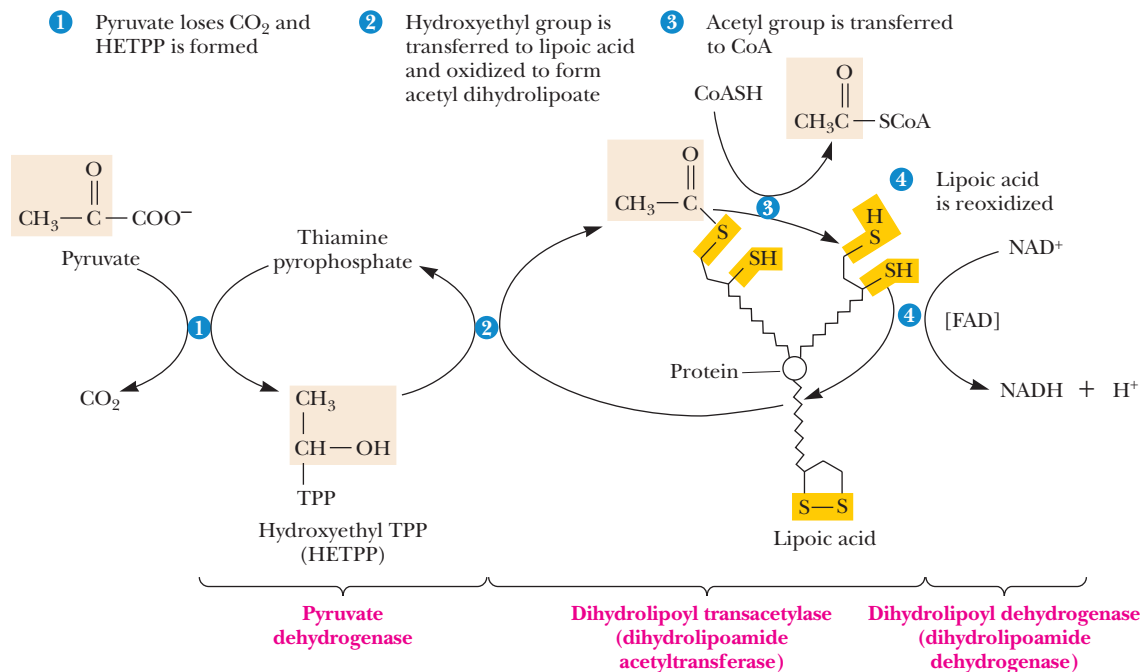 1 Pyruvate loses CO₂ and
HETPP is formed
2 Hydroxyethyl group is
transferred to lipoic acid
and oxidized to form
acetyl dihydrolipoate
3 Acetyl group is transferred
to CoA
CoASH
O
CH₃C—SCoA
O
CH₃—C—COO⁻
Pyruvate
O
CH₃—C
S
SH
3
H
S
SH
4 Lipoic acid
is reoxidized
NAD⁺
Thiamine
pyrophosphate
1
2
4
[FAD]
CO₂
Protein
NADH + H⁺
CH₃
CH—OH
TPP
Hydroxyethyl TPP
(HETPP)
S—S
Lipoic acid
Pyruvate
dehydrogenase
Dihydrolipoyl transacetylase
(dihydrolipoamide
acetyltransferase)
Dihydrolipoyl dehydrogenase
(dihydrolipoamide
dehydrogenase)